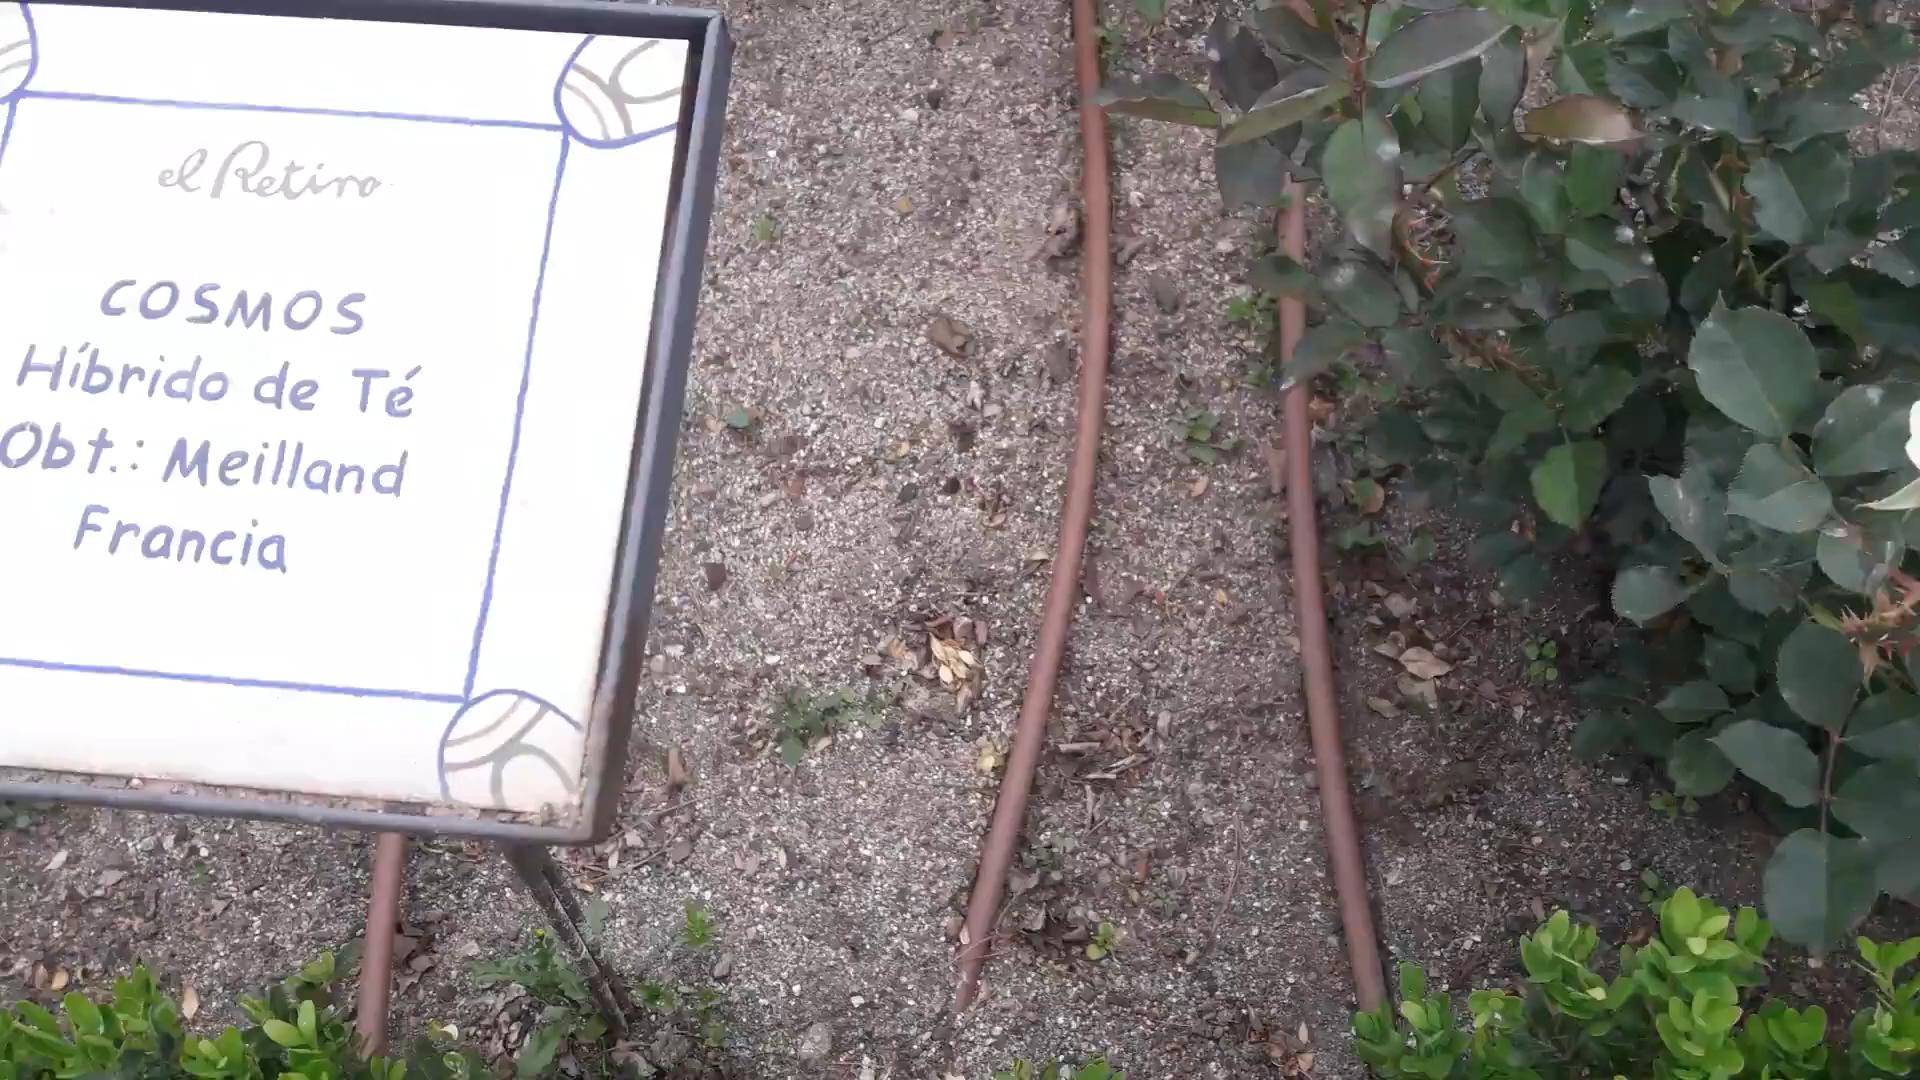 el Retiro
COSMOS
Híbrido de Té
Obt.: Meilland
Francia